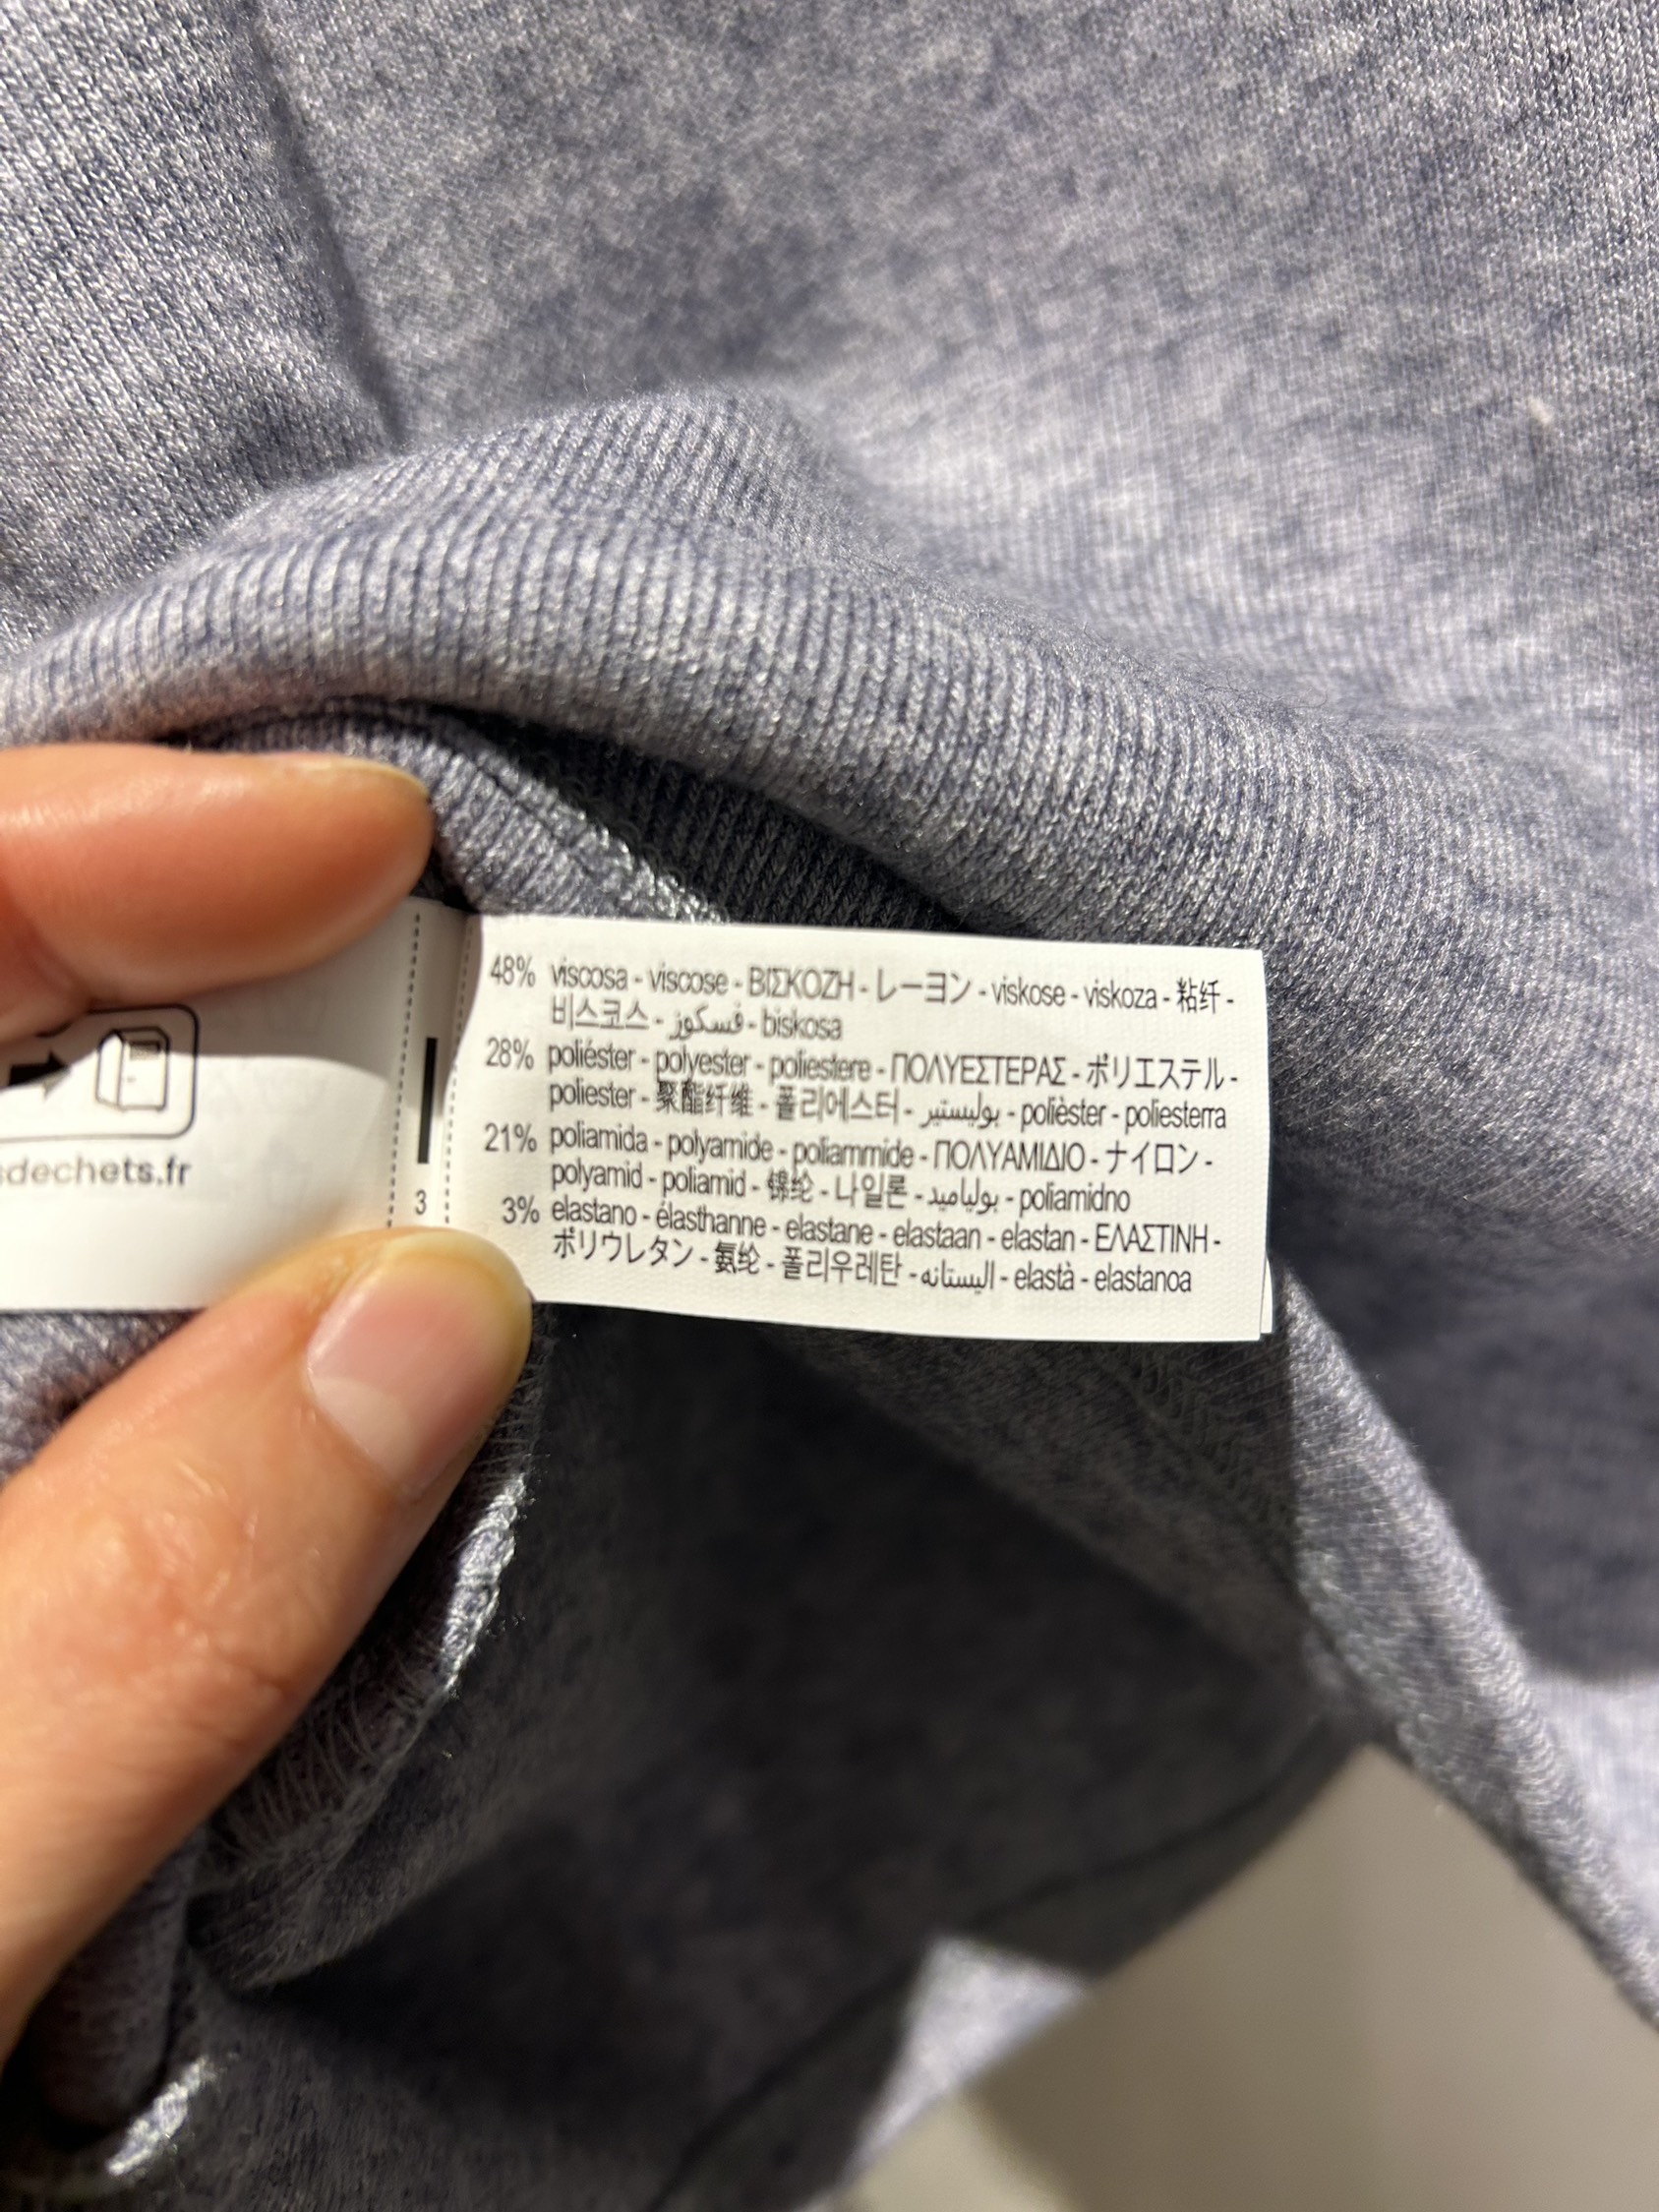 48% viscosa - viscose - ΒΙΣΚΟΖΗ - レーヨン - viskose - viskoza - 粘纤 -
비스코스 - فسكوز - biskosa
28% poliéster - polyester - poliestere - ΠΟΛΥΕΣΤΕΡΑΣ - ポリエステル -
poliester - 聚酯纤维 - 폴리에스터 - بوليستير - polièster - poliesterra
21% poliamida - polyamide - poliammide - ΠΟΛΥΑΜΙΔΙΟ - ナイロン -
polyamid - poliamid - 锦纶 - 나일론 - بولياميد - poliamidno
3% elastano - élasthanne - elastane - elastaan - elastan - ΕΛΑΣΤΙΝΗ -
ポリウレタン - 氨纶 - 폴리우레탄 - اليستانه - elastà - elastanoa
sdechets.fr
3